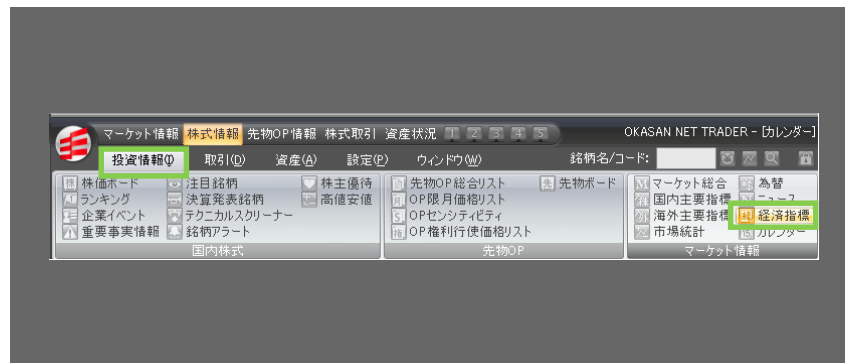 マーケット情報 株式情報 先物OP情報 株式取引 資産状況 1 2 3 4 5 OKASAN NET TRADER - [カレンダー]
投資情報(I) 取引(D) 資産(A) 設定(P) ウィンドウ(W) 銘柄名/コード:
株価ボード 注目銘柄 株主優待 先物OP総合リスト 先物ボード マーケット総合 為替
ランキング 決算発表銘柄 高値安値 OP限月価格リスト 国内主要指標 ニュース
企業イベント テクニカルスクリーナー OPセンシティビティ 海外主要指標 経済指標
重要事実情報 銘柄アラート OP権利行使価格リスト 市場統計 カレンダー
国内株式 先物OP マーケット情報